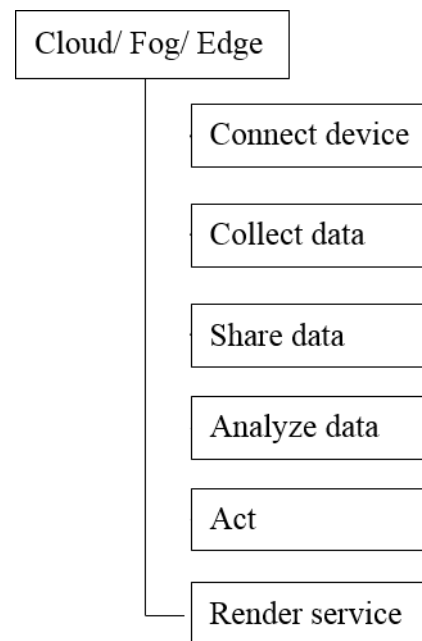 Cloud/ Fog/ Edge
Connect device
Collect data
Share data
Analyze data
Act
Render service